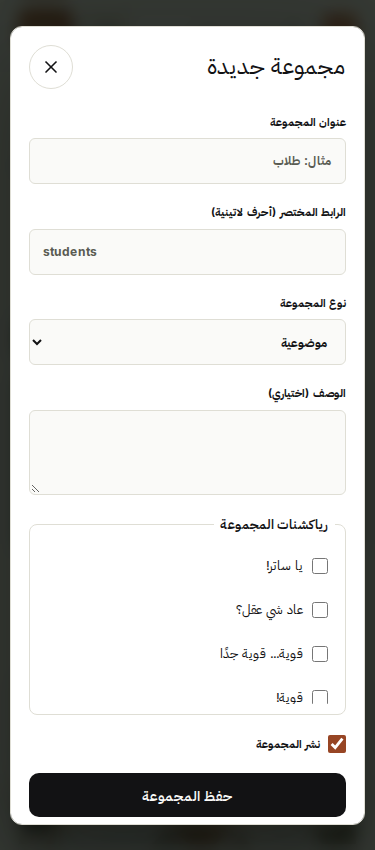 مجموعة جديدة
عنوان المجموعة
مثال: طلاب
الرابط المختصر (أحرف لاتينية)
students
نوع المجموعة
موضوعية
الوصف (اختياري)
رياكشنات المجموعة
يا ساتر!
عاد شي عقل؟
قوية... قوية جدًا
قوية!
نشر المجموعة
حفظ المجموعة